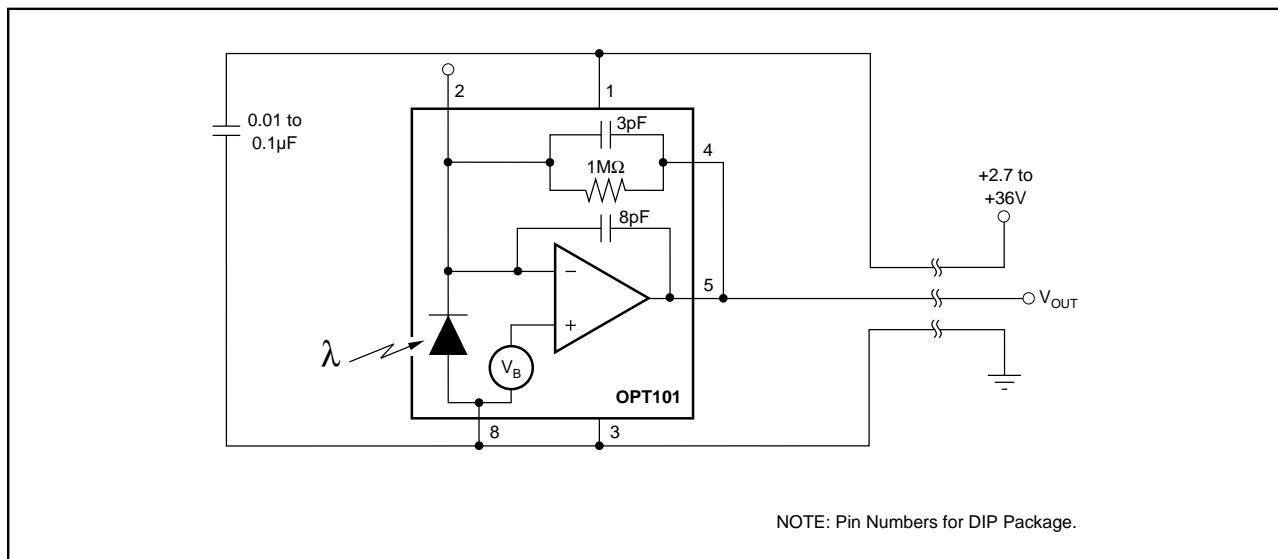 2
1
0.01 to
0.1µF
3pF
4
1MΩ
8pF
+2.7 to
+36V
−
5
V_OUT
+
λ
V_B
OPT101
8
3
NOTE: Pin Numbers for DIP Package.